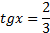 tgx = 2/3